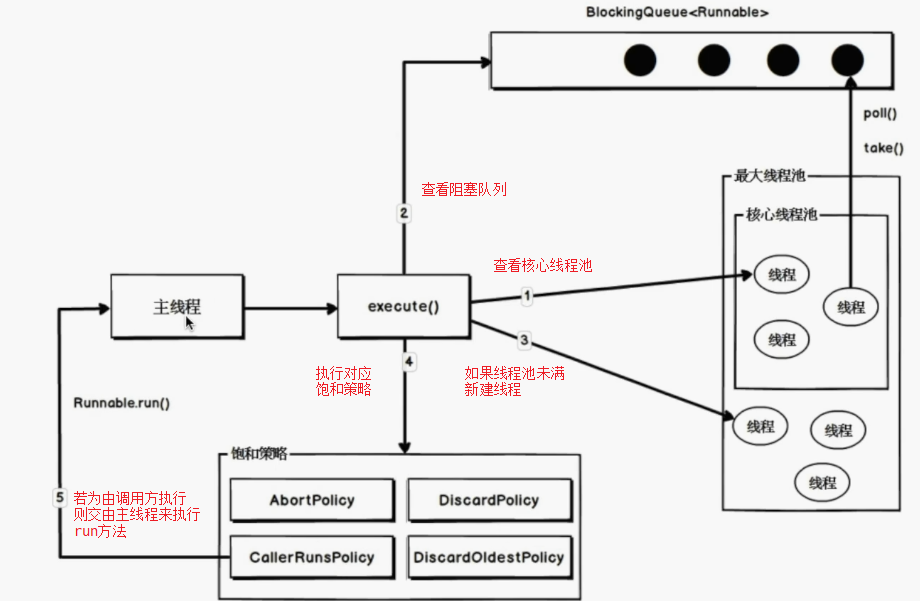 BlockingQueue<Runnable>
poll()
take()
查看阻塞队列
2
最大线程池
核心线程池
查看核心线程池
1
线程
线程
线程
主线程
execute()
3
4
执行对应
饱和策略
如果线程池未满
新建线程
Runnable.run()
线程
线程
线程
饱和策略
5
若为由调用方执行
则交由主线程来执行
run方法
AbortPolicy
DiscardPolicy
CallerRunsPolicy
DiscardOldestPolicy